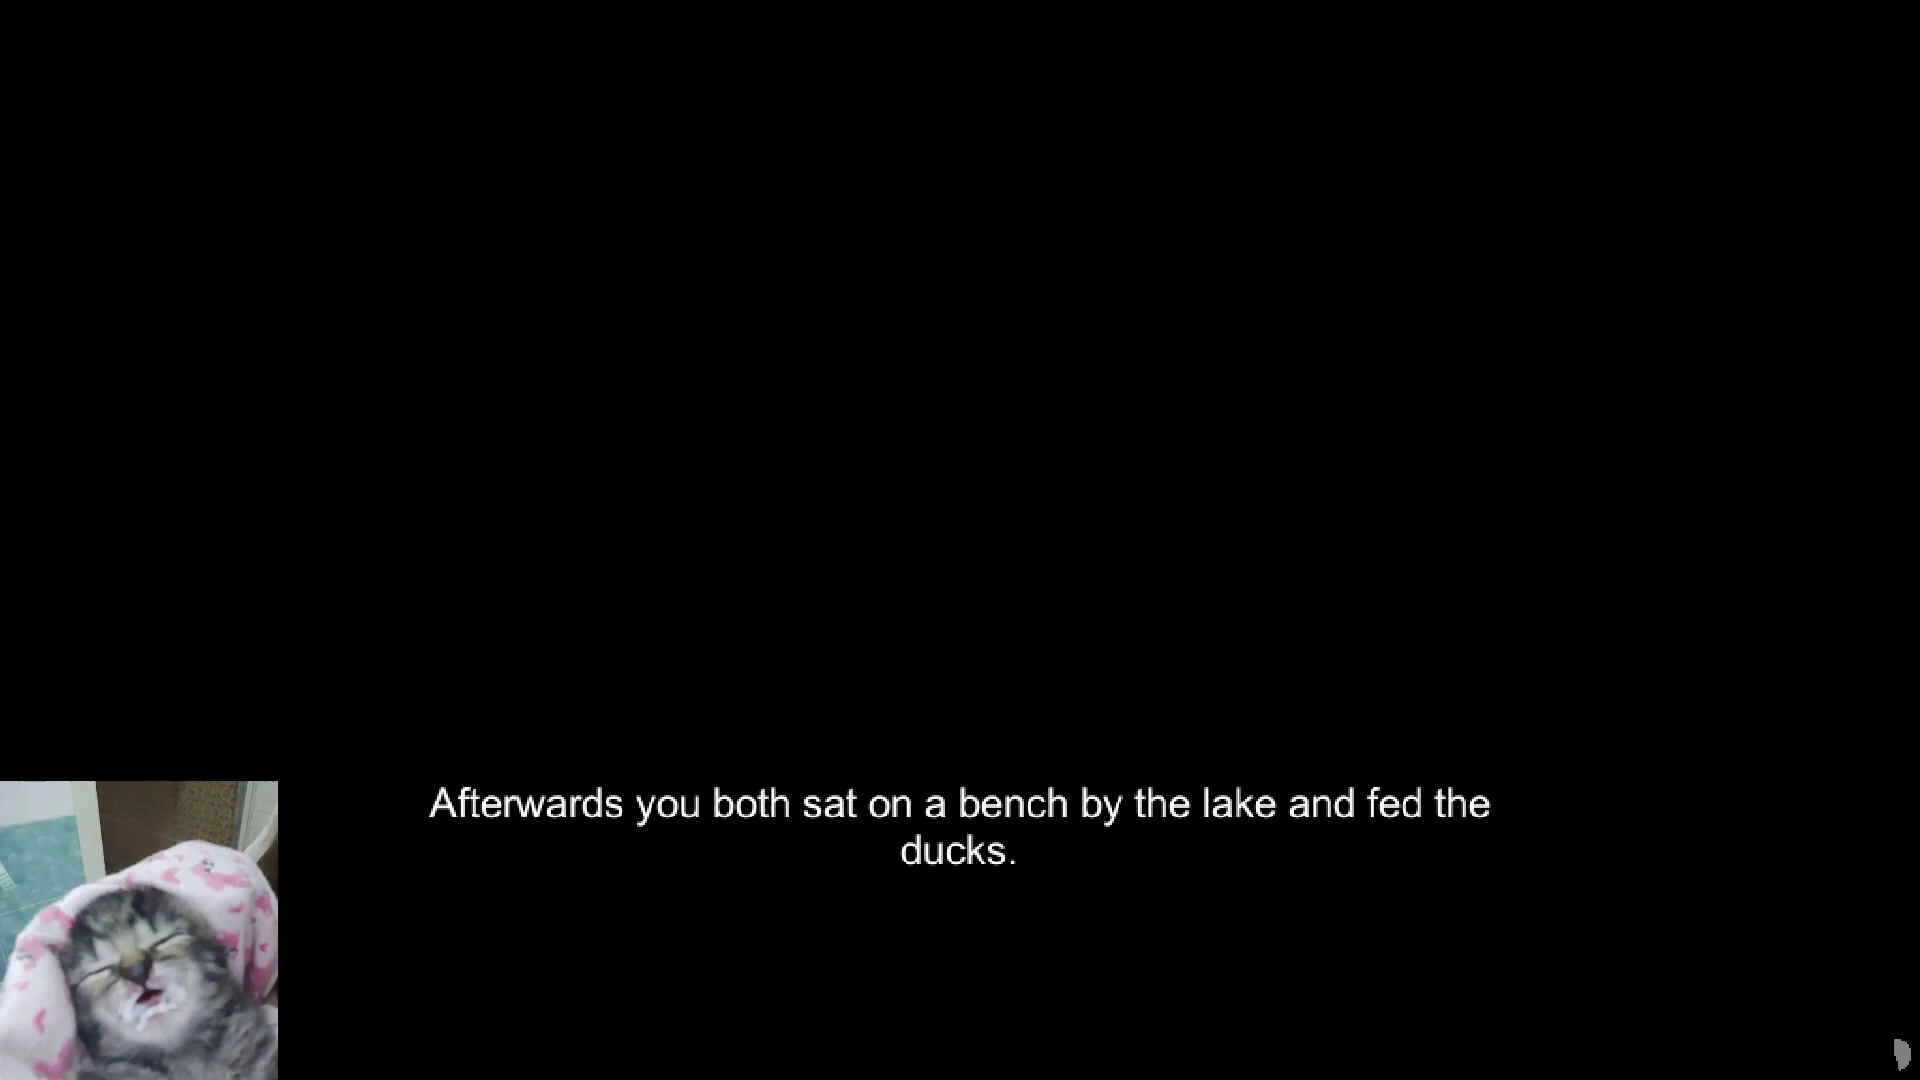 Afterwards you both sat on a bench by the lake and fed the
ducks.